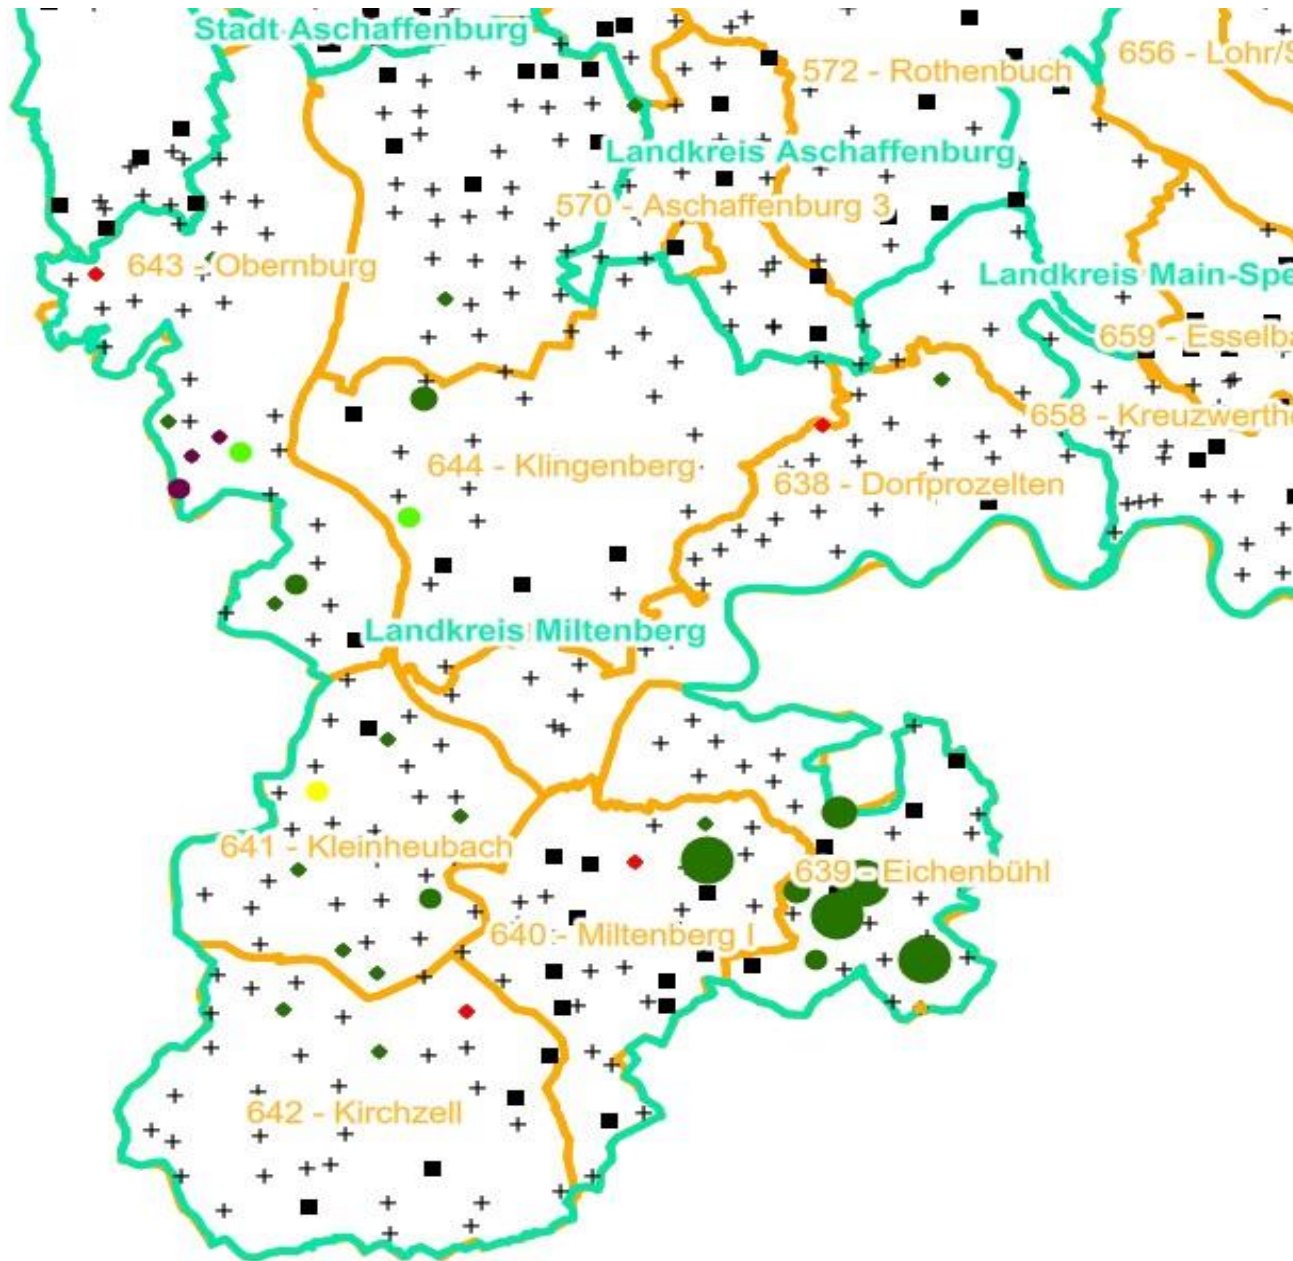 Stadt Aschaffenburg
656 - Lohr/S
572 - Rothenbuch
Landkreis Aschaffenburg
570 - Aschaffenburg 3
643 - Obernburg
Landkreis Main-Spe
659 - Esselba
658 - Kreuzwerthe
644 - Klingenberg
638 - Dorfprozelten
Landkreis Miltenberg
641 - Kleinheubach
639 - Eichenbühl
640 - Miltenberg I
642 - Kirchzell